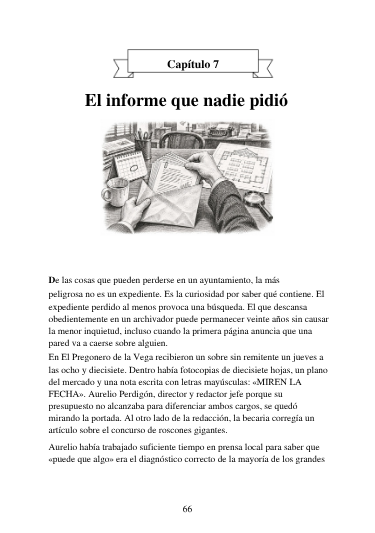 Capítulo 7
El informe que nadie pidió
De las cosas que pueden perderse en un ayuntamiento, la más
peligrosa no es un expediente. Es la curiosidad por saber qué contiene. El
expediente perdido al menos provoca una búsqueda. El que descansa
obedientemente en un archivador puede permanecer veinte años sin causar
la menor inquietud, incluso cuando la primera página anuncia que una
pared va a caerse sobre alguien.
En El Pregonero de la Vega recibieron un sobre sin remitente un jueves a
las ocho y diecisiete. Dentro había fotocopias de diecisiete hojas, un plano
del mercado y una nota escrita con letras mayúsculas: «MIREN LA
FECHA». Aurelio Perdigón, director y redactor jefe porque su
presupuesto no alcanzaba para diferenciar ambos cargos, se quedó
mirando la portada. Al otro lado de la redacción, la becaria corregía un
artículo sobre el concurso de roscones gigantes.
Aurelio había trabajado suficiente tiempo en prensa local para saber que
«puede que algo» era el diagnóstico correcto de la mayoría de los grandes
66